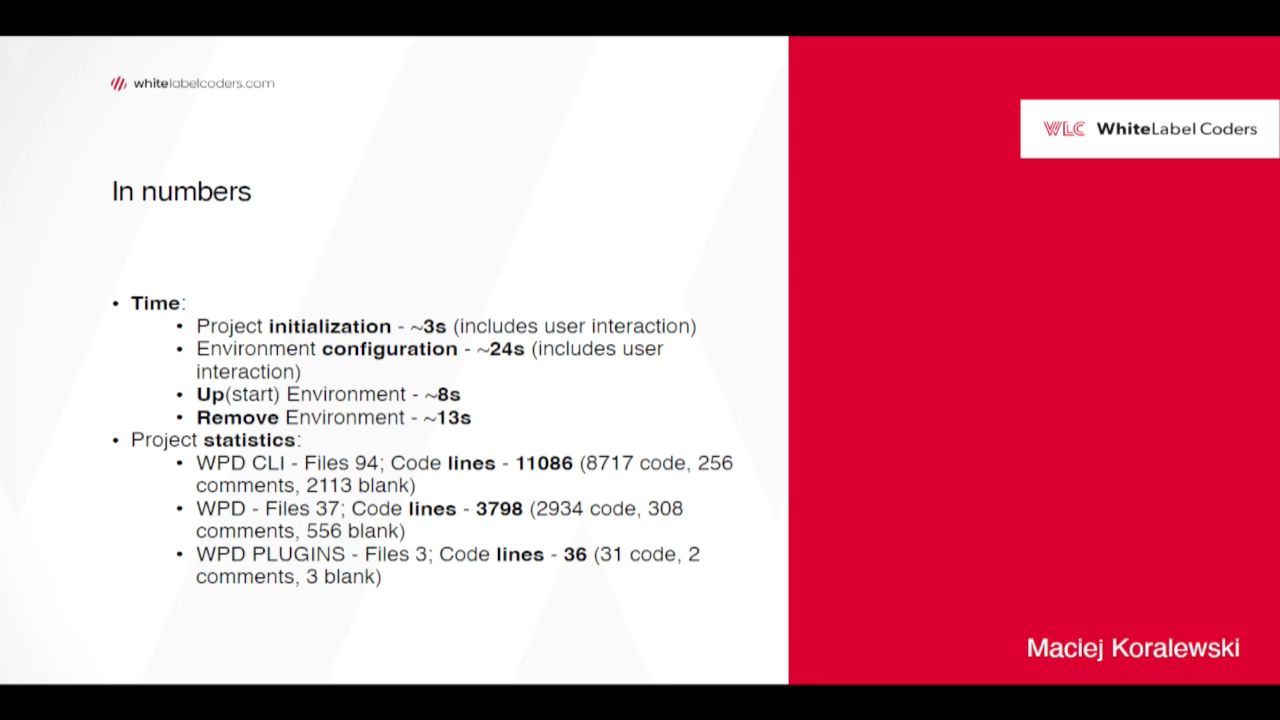 whitelabelcoders.com
WLC WhiteLabel Coders
In numbers
• Time:
• Project initialization - ~3s (includes user interaction)
• Environment configuration - ~24s (includes user
interaction)
• Up(start) Environment - ~8s
• Remove Environment - ~13s
• Project statistics:
• WPD CLI - Files 94; Code lines - 11086 (8717 code, 256
comments, 2113 blank)
• WPD - Files 37; Code lines - 3798 (2934 code, 308
comments, 556 blank)
• WPD PLUGINS - Files 3; Code lines - 36 (31 code, 2
comments, 3 blank)
Maciej Koralewski